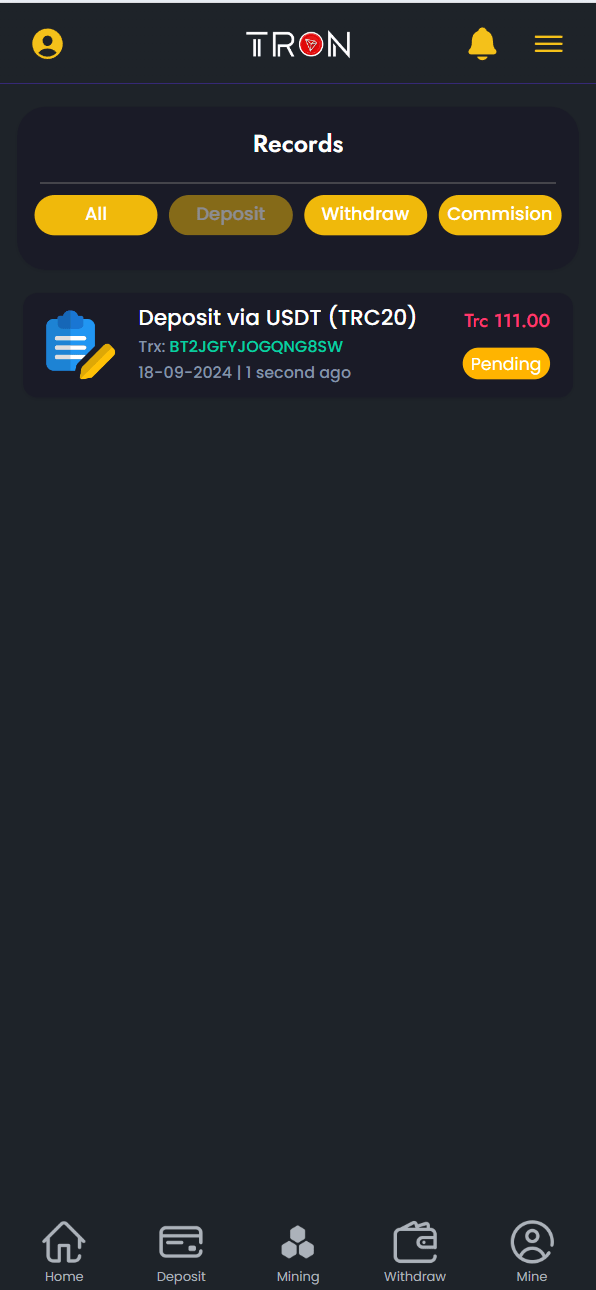 TRON
Records
All Deposit Withdraw Commision
Deposit via USDT (TRC20) Trc 111.00
Trx: BT2JGFYJOGQNG8SW
18-09-2024 | 1 second ago Pending
Home Deposit Mining Withdraw Mine